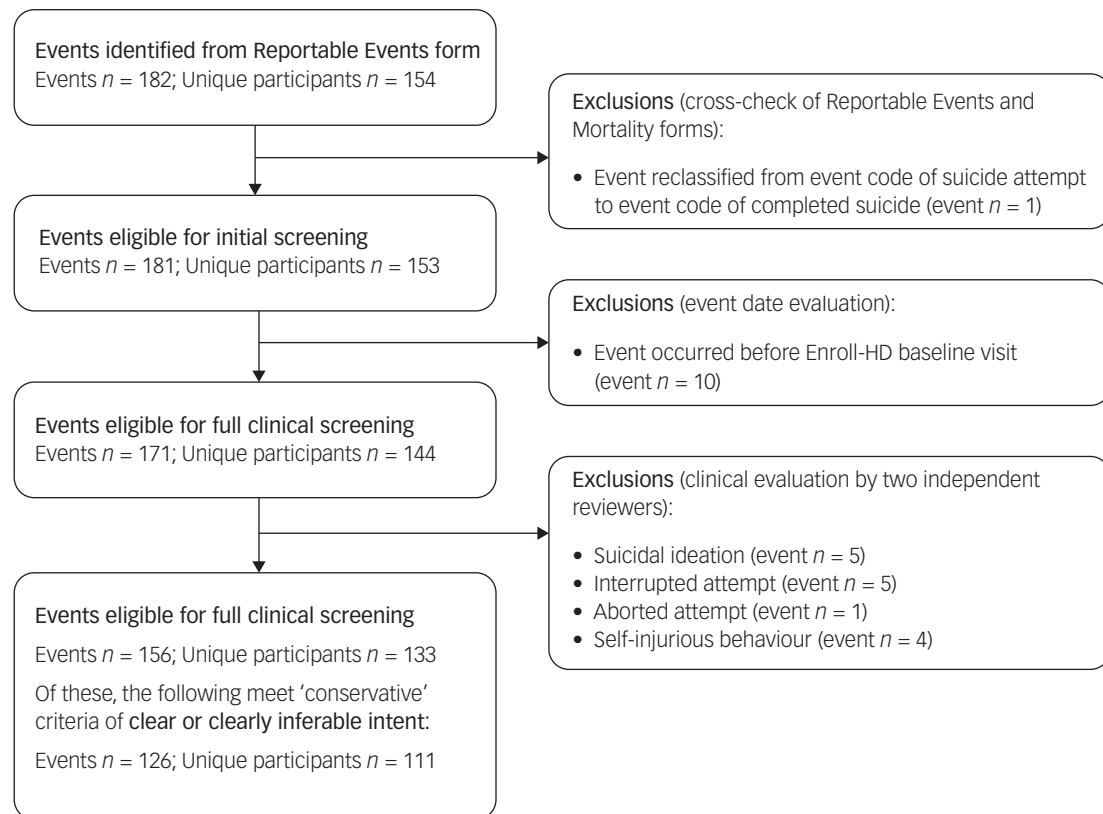 Events identified from Reportable Events form
Events n = 182; Unique participants n = 154
Exclusions (cross-check of Reportable Events and
Mortality forms):
• Event reclassified from event code of suicide attempt
to event code of completed suicide (event n = 1)
Events eligible for initial screening
Events n = 181; Unique participants n = 153
Exclusions (event date evaluation):
• Event occurred before Enroll-HD baseline visit
(event n = 10)
Events eligible for full clinical screening
Events n = 171; Unique participants n = 144
Exclusions (clinical evaluation by two independent
reviewers):
• Suicidal ideation (event n = 5)
• Interrupted attempt (event n = 5)
• Aborted attempt (event n = 1)
• Self-injurious behaviour (event n = 4)
Events eligible for full clinical screening
Events n = 156; Unique participants n = 133
Of these, the following meet ‘conservative’
criteria of clear or clearly inferable intent:
Events n = 126; Unique participants n = 111